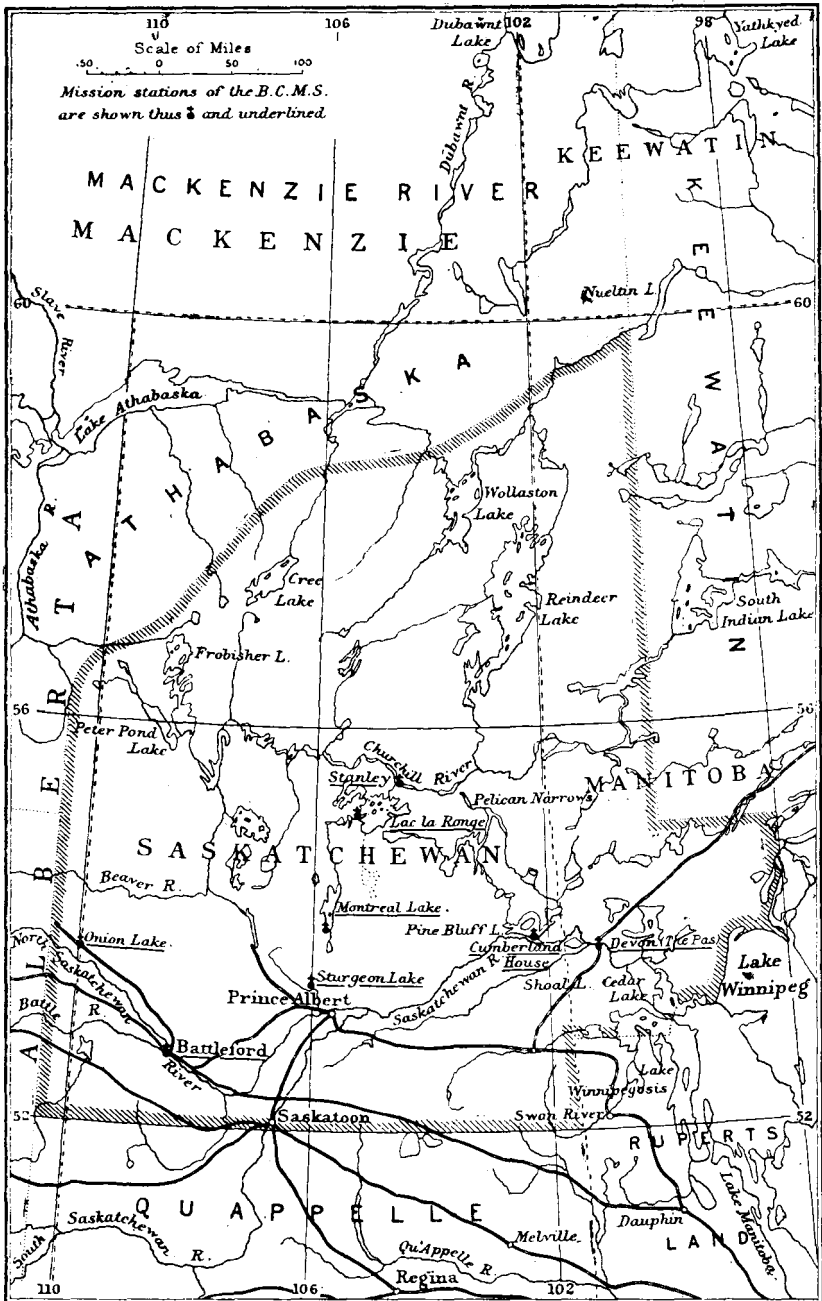 110
106
102
98
Scale of Miles
50 0 50 100
Mission stations of the B.C.M.S.
are shown thus and underlined
Dubawnt
Lake
Yathkyed
Lake
Dubawnt R.
KEEWATIN
MACKENZIE RIVER
MACKENZIE
KEEWATIN
Nueltin L.
60
60
Slave
River
Lake Athabaska
ATHABASKA
Athabaska R.
Wollaston
Lake
Cree
Lake
Reindeer
Lake
South
Indian Lake
Frobisher L.
56
56
Peter Pond
Lake
ALBERTA
Churchill River
Stanley
MANITOBA
Pelican Narrows
Lac la Ronge
SASKATCHEWAN
Beaver R.
Montreal Lake
Pine Bluff L.
Onion Lake
Cumberland
House
Devon (The Pas)
North
Saskatchewan
R.
Sturgeon Lake
Saskatchewan R.
Shoal L.
Cedar
Lake
Lake
Winnipeg
Prince Albert
Battle
River
Battleford
Lake
Winnipegosis
Swan River
52
52
Saskatoon
RUPERTS
LAND
QUAPPELLE
South
Saskatchewan
R.
Dauphin
Lake Manitoba
Melville
Qu'Appelle R
Regina
110
106
102